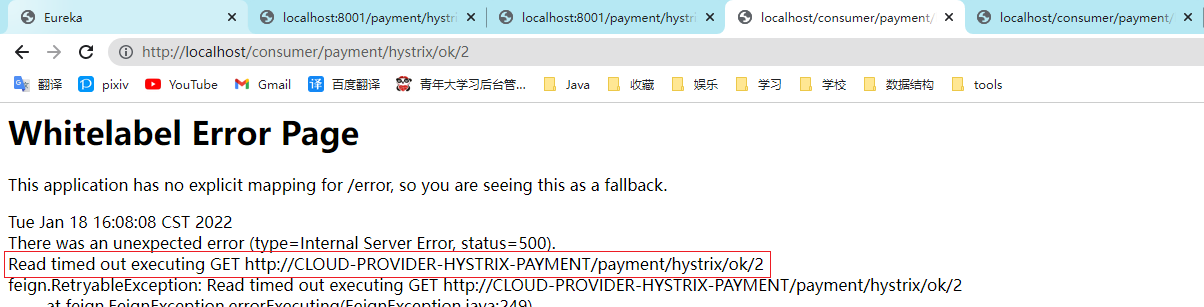 Eureka
localhost:8001/payment/hystri
localhost:8001/payment/hystri
localhost/consumer/payment/
localhost/consumer/payment/
http://localhost/consumer/payment/hystrix/ok/2
翻译 pixiv YouTube Gmail 百度翻译 青年大学习后台管... Java 收藏 娱乐 学习 学校 数据结构 tools
Whitelabel Error Page
This application has no explicit mapping for /error, so you are seeing this as a fallback.
Tue Jan 18 16:08:08 CST 2022
There was an unexpected error (type=Internal Server Error, status=500).
Read timed out executing GET http://CLOUD-PROVIDER-HYSTRIX-PAYMENT/payment/hystrix/ok/2
feign.RetryableException: Read timed out executing GET http://CLOUD-PROVIDER-HYSTRIX-PAYMENT/payment/hystrix/ok/2
at feign.FeignException.errorExecuting(FeignException.java:249)